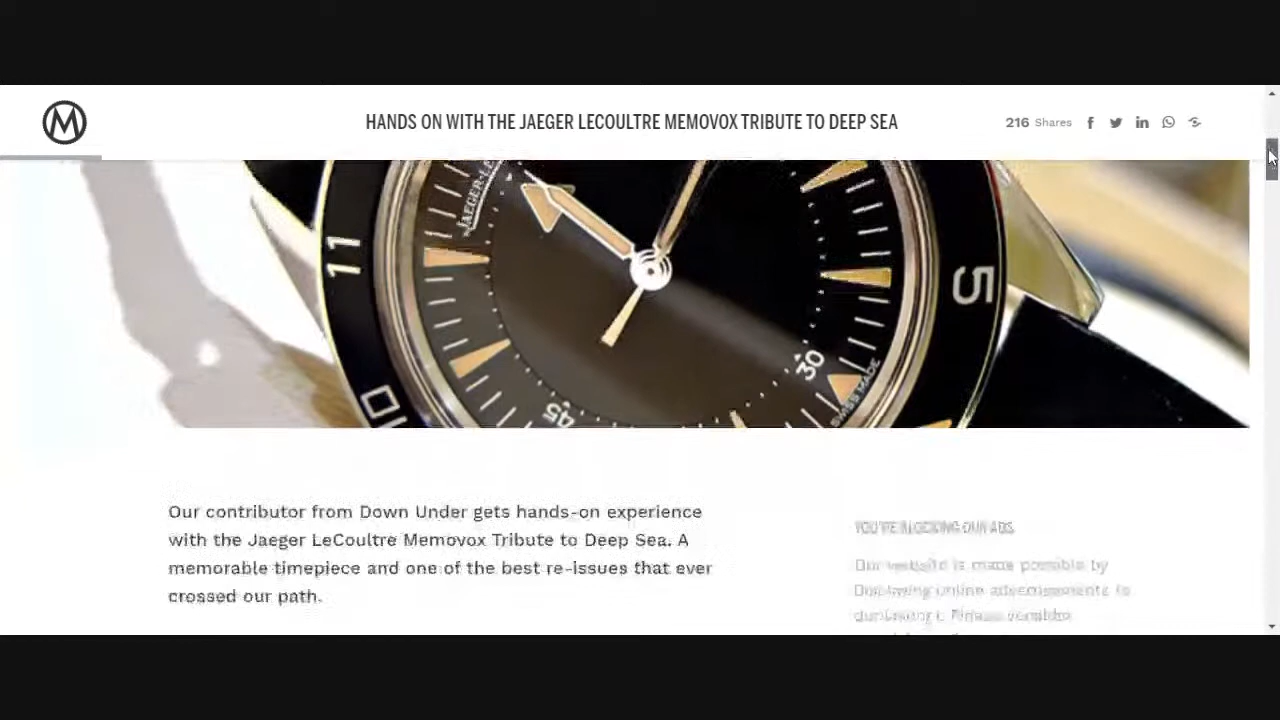 M
HANDS ON WITH THE JAEGER LECOULTRE MEMOVOX TRIBUTE TO DEEP SEA
216 Shares
JAEGER-LE
11
5
10
45
30
SWISS MADE
Our contributor from Down Under gets hands-on experience
with the Jaeger LeCoultre Memovox Tribute to Deep Sea. A
memorable timepiece and one of the best re-issues that ever
crossed our path.
YOU'RE BLOCKING OUR ADS
Our website is made possible by
displaying online advertisements to
our